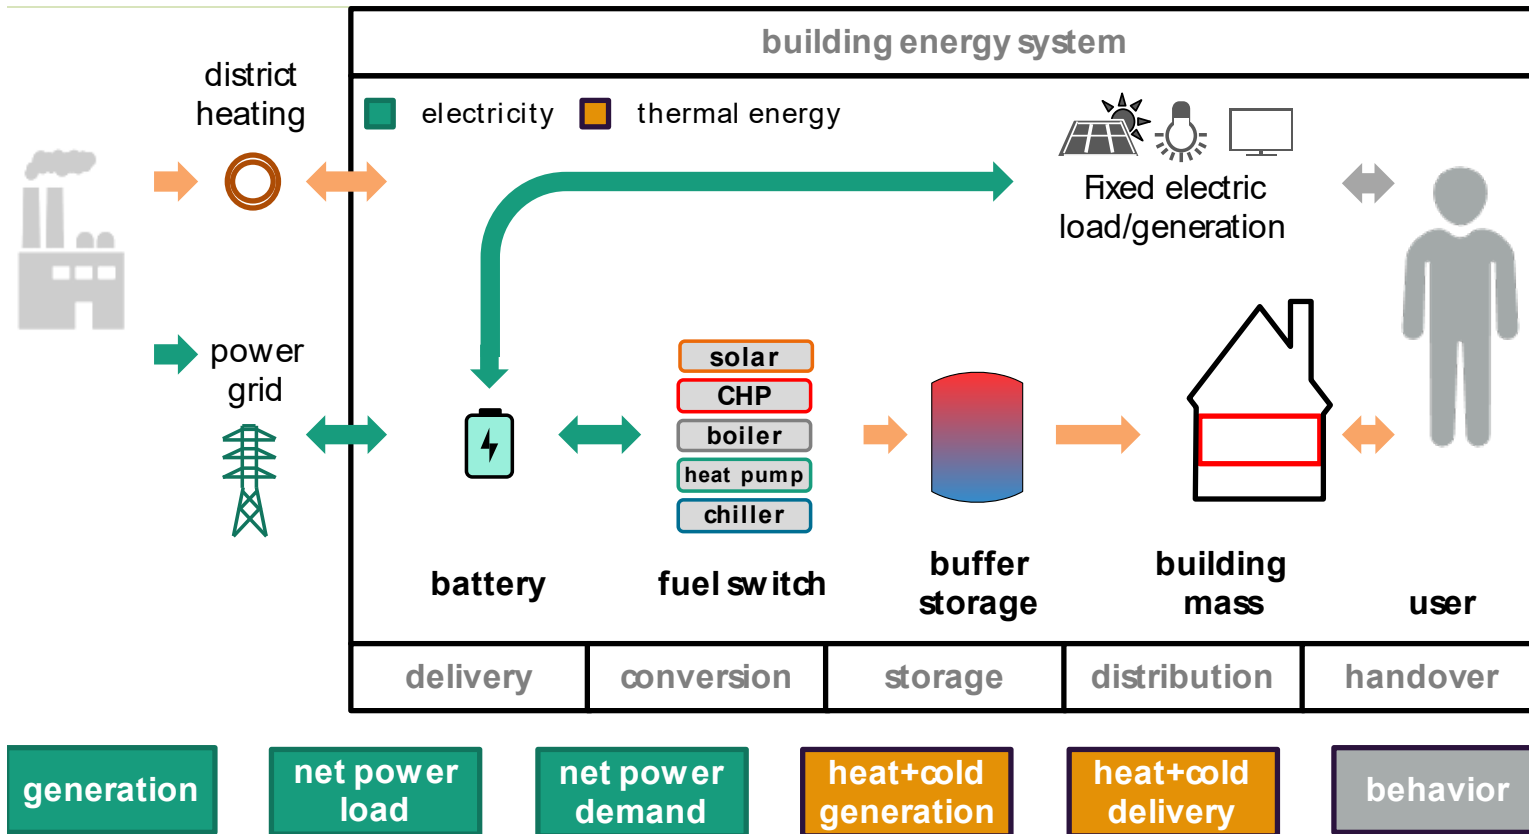 building energy system
district
heating
electricity
thermal energy
Fixed electric
load/generation
power
grid
solar
CHP
boiler
heat pump
chiller
battery
fuel switch
buffer
storage
building
mass
user
delivery
conversion
storage
distribution
handover
generation
net power
load
net power
demand
heat+cold
generation
heat+cold
delivery
behavior